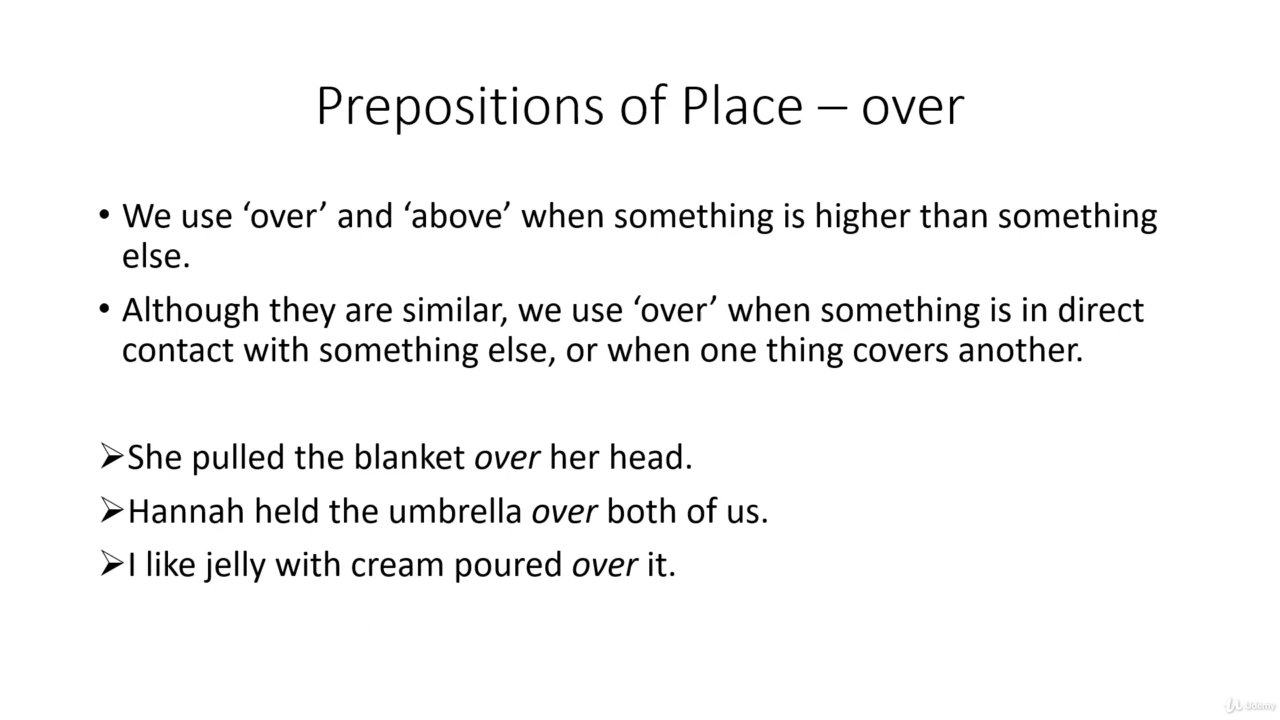 Prepositions of Place – over
• We use ‘over’ and ‘above’ when something is higher than something
else.
• Although they are similar, we use ‘over’ when something is in direct
contact with something else, or when one thing covers another.
➢She pulled the blanket over her head.
➢Hannah held the umbrella over both of us.
➢I like jelly with cream poured over it.
Udemy